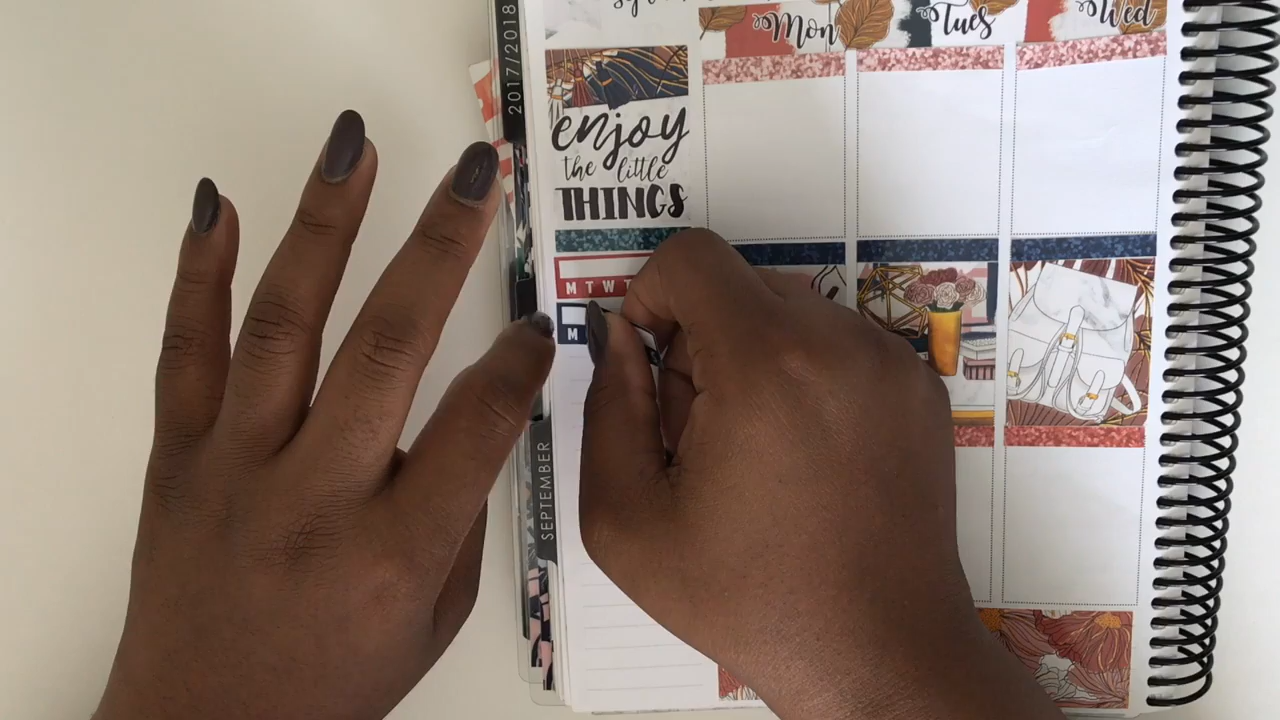 2017/2018
Mon
Tues
Wed
enjoy
the little
THINGS
M T W T
M
SEPTEMBER